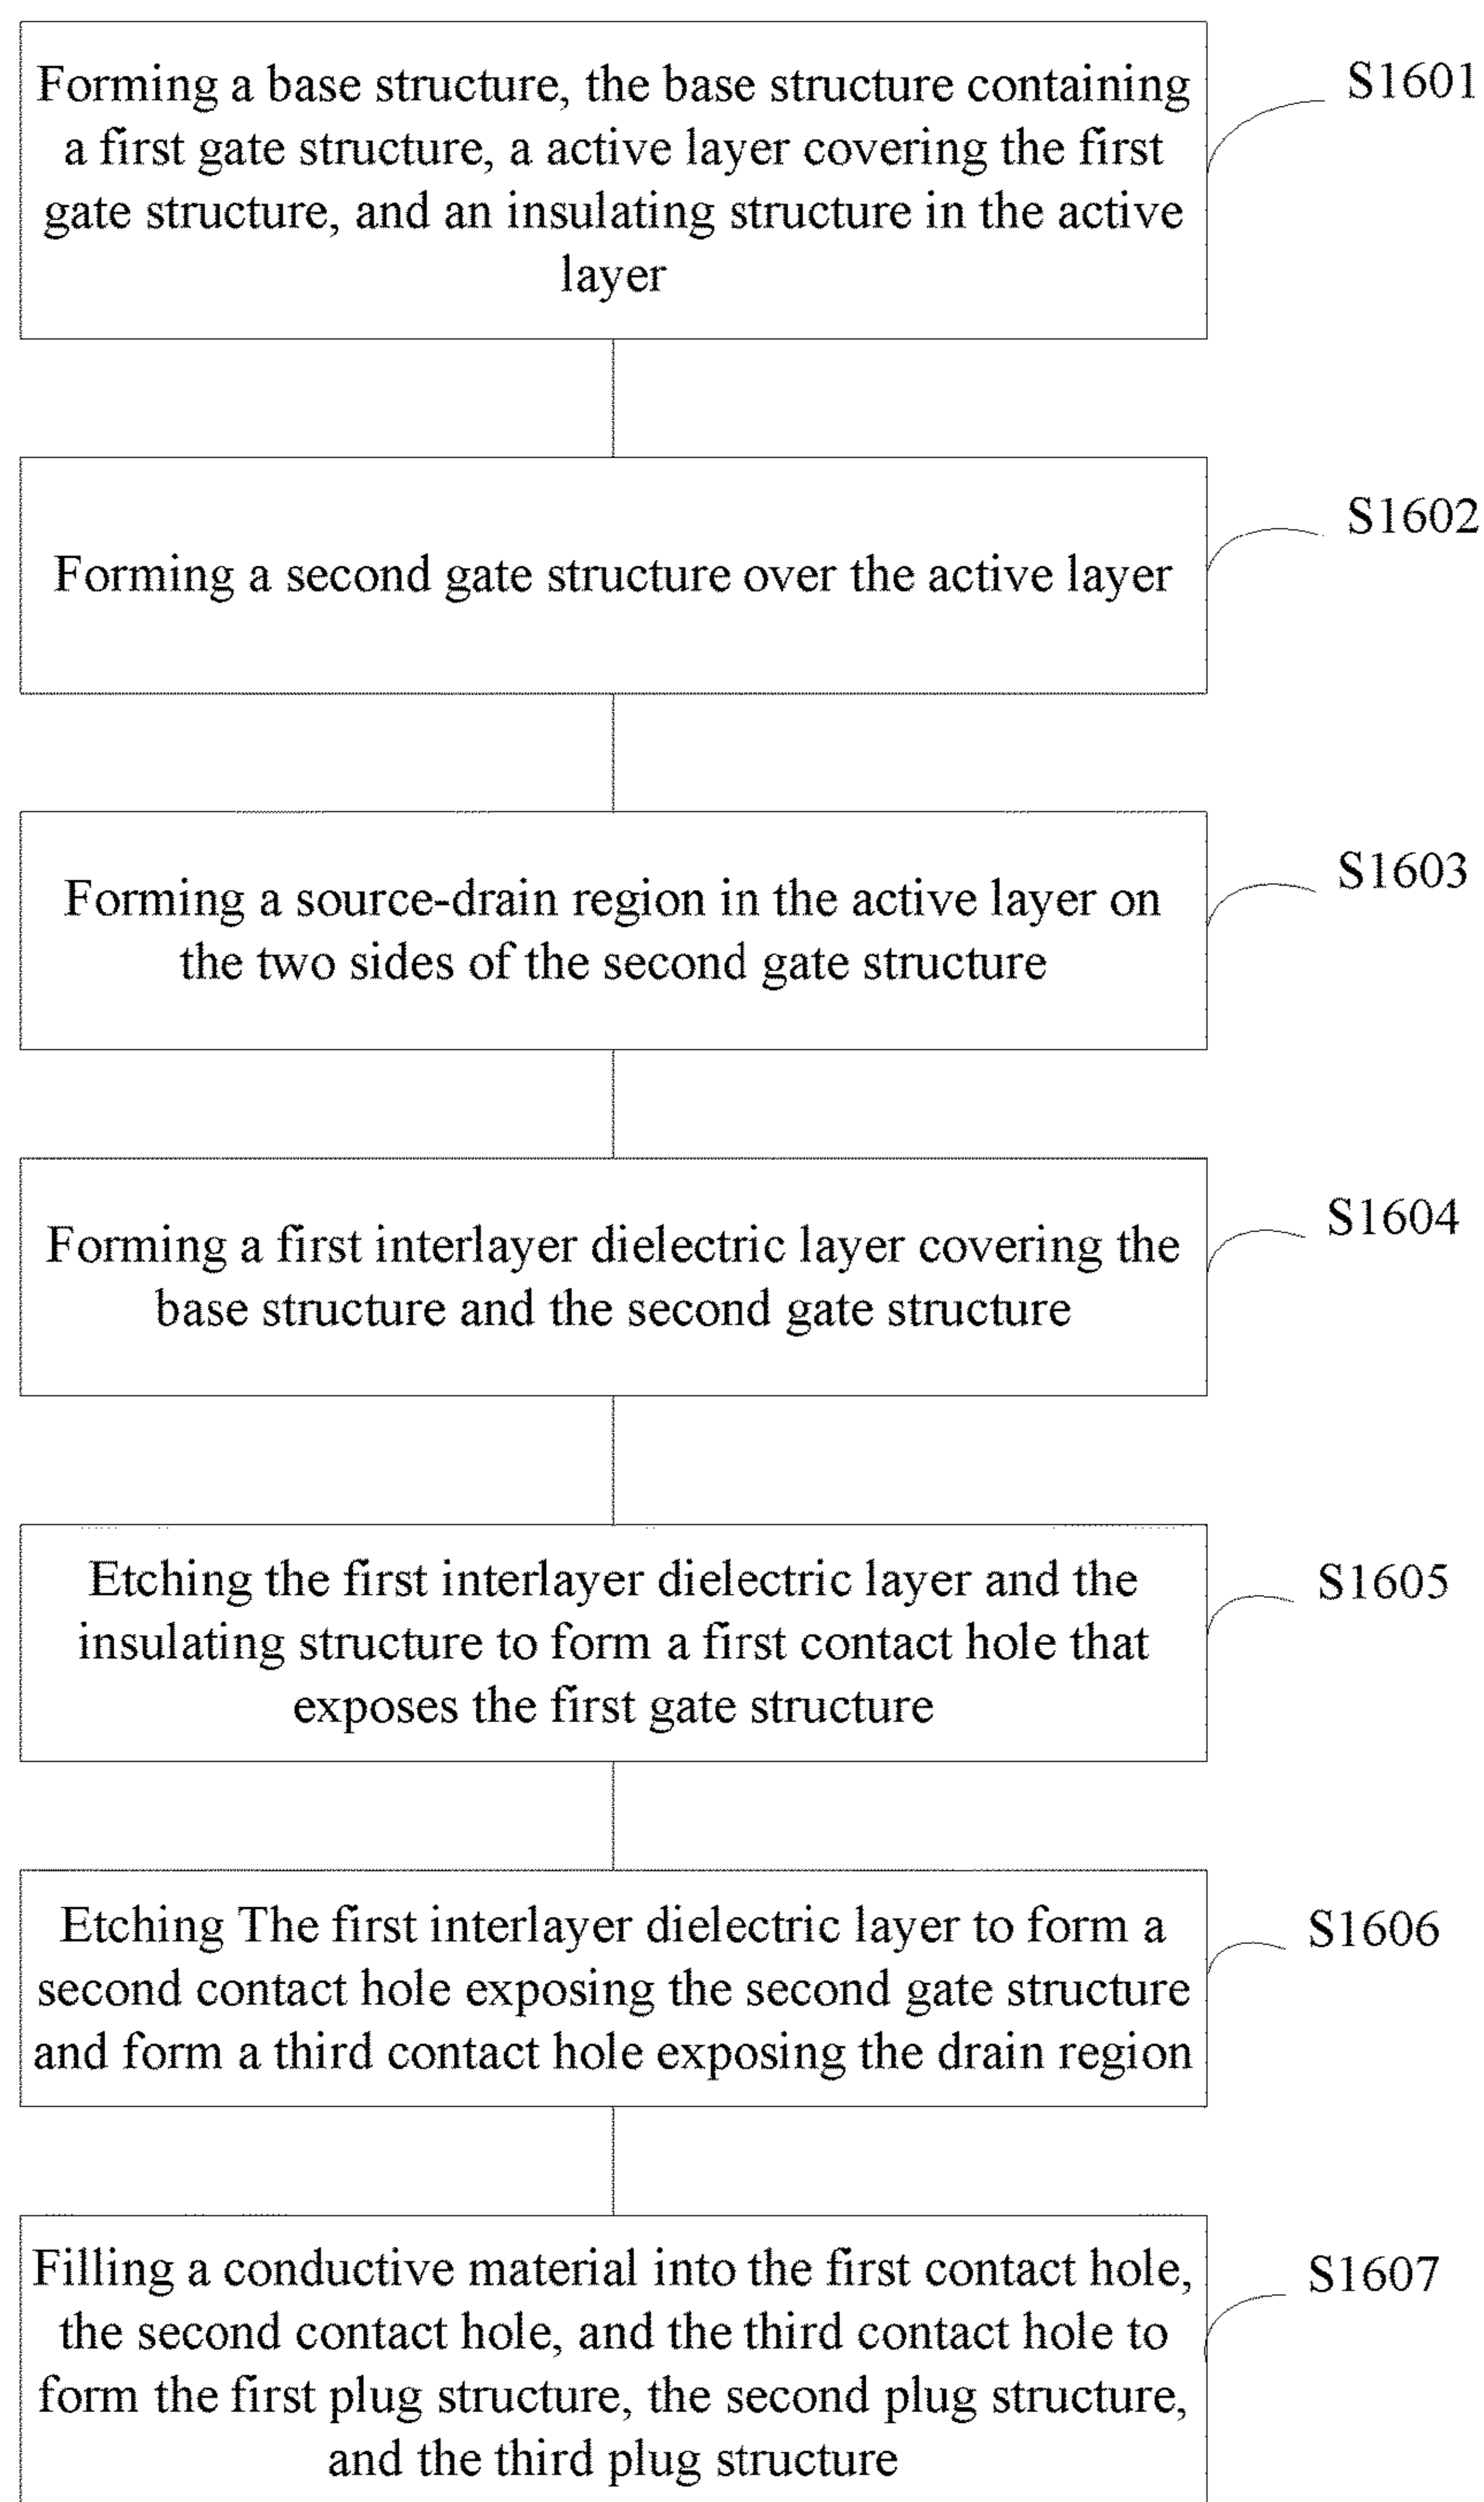 Forming a base structure, the base structure containing
a first gate structure, a active layer covering the first
gate structure, and an insulating structure in the active
layer
S1601
Forming a second gate structure over the active layer
S1602
Forming a source-drain region in the active layer on
the two sides of the second gate structure
S1603
Forming a first interlayer dielectric layer covering the
base structure and the second gate structure
S1604
Etching the first interlayer dielectric layer and the
insulating structure to form a first contact hole that
exposes the first gate structure
S1605
Etching The first interlayer dielectric layer to form a
second contact hole exposing the second gate structure
and form a third contact hole exposing the drain region
S1606
Filling a conductive material into the first contact hole,
the second contact hole, and the third contact hole to
form the first plug structure, the second plug structure,
and the third plug structure
S1607